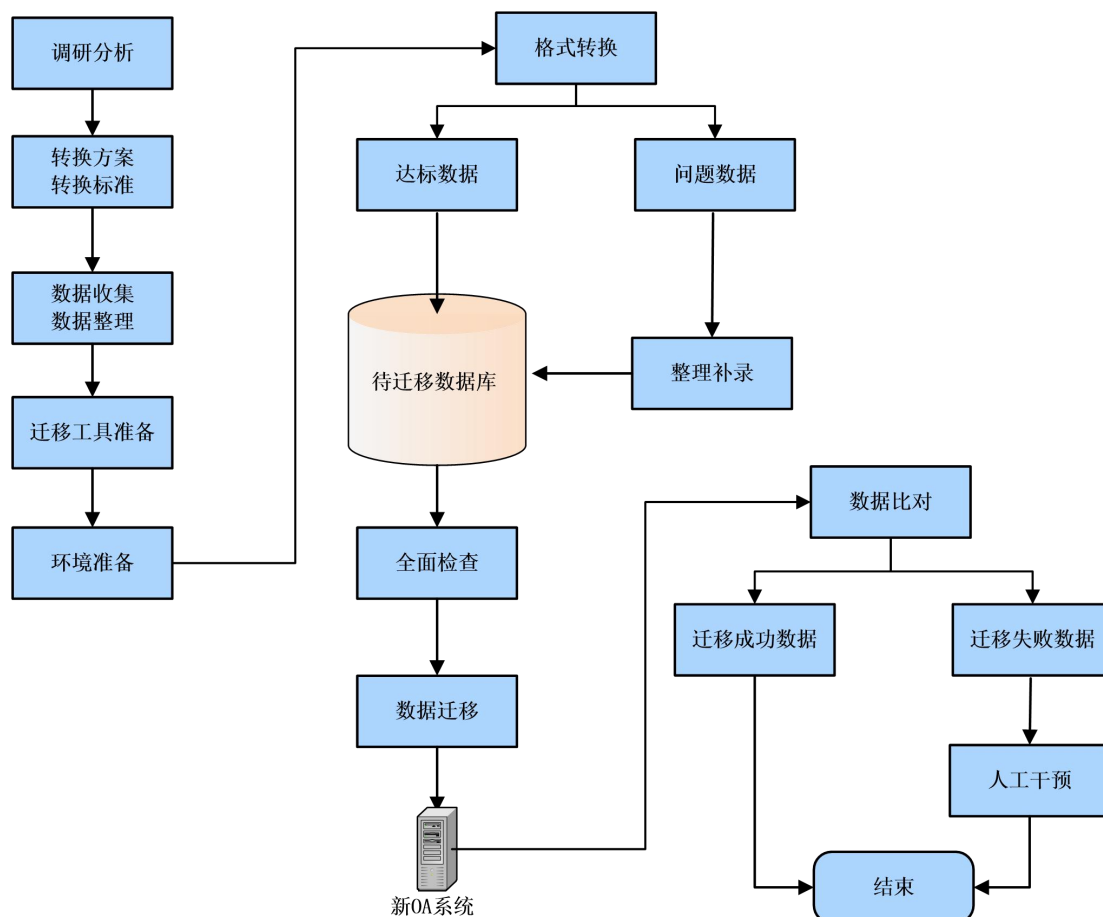 调研分析
转换方案
转换标准
数据收集
数据整理
迁移工具准备
环境准备
格式转换
达标数据
问题数据
待迁移数据库
整理补录
全面检查
数据迁移
新OA系统
数据比对
迁移成功数据
迁移失败数据
人工干预
结束